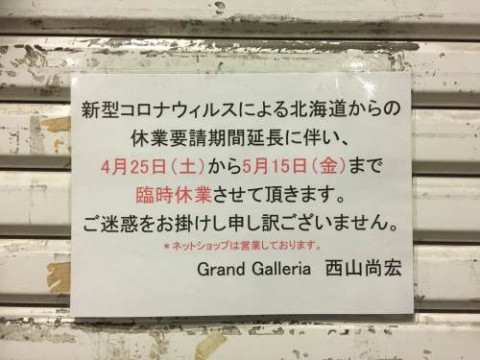 新型コロナウィルスによる北海道からの
休業要請期間延長に伴い、
4月25日(土)から5月15日(金)まで
臨時休業させて頂きます。
ご迷惑をお掛けし申し訳ございません。
*ネットショップは営業しております。
Grand Galleria 西山尚宏